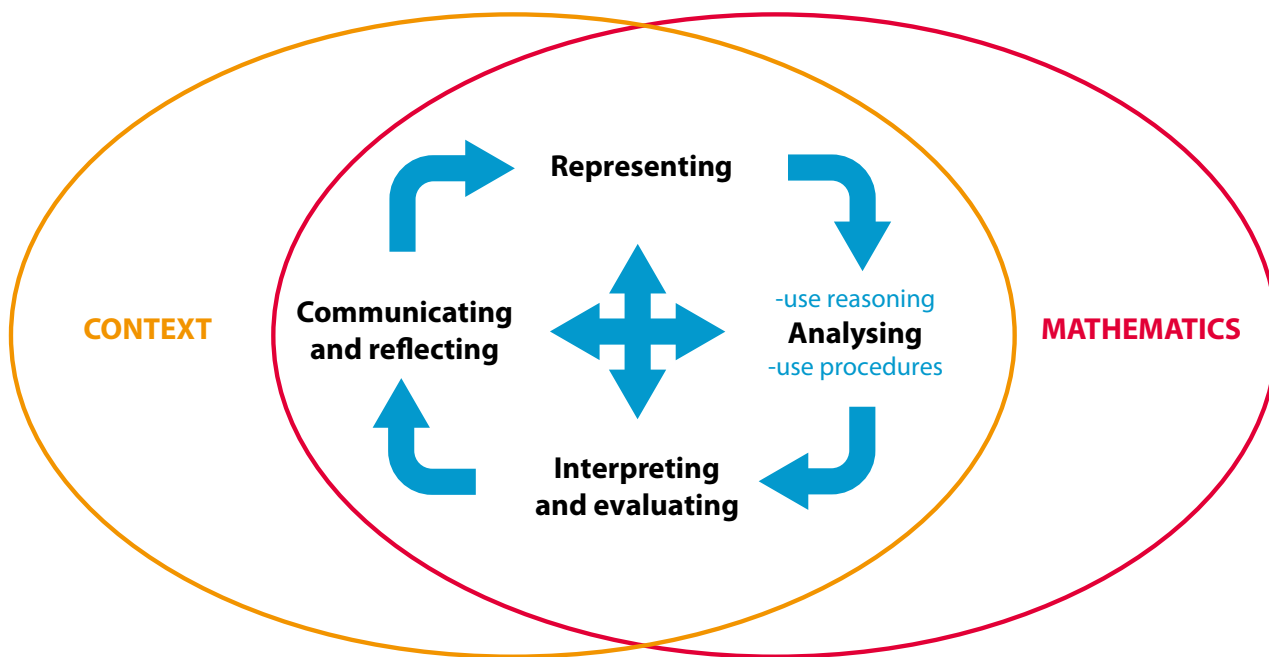 Representing
CONTEXT
Communicating
and reflecting
-use reasoning
Analysing
-use procedures
MATHEMATICS
Interpreting
and evaluating